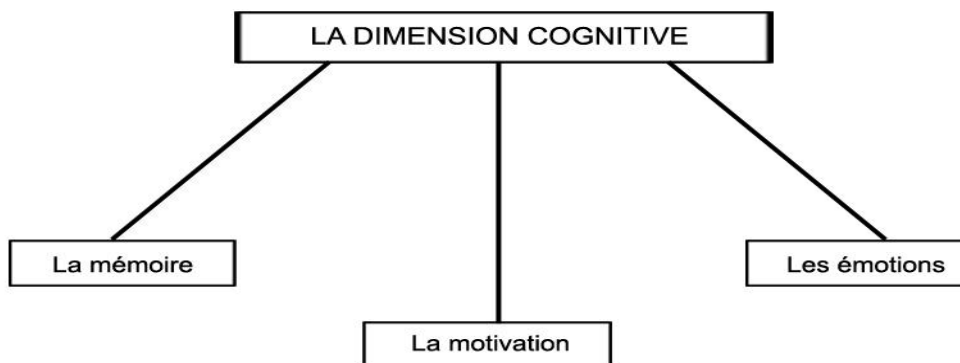 LA DIMENSION COGNITIVE
La mémoire
Les émotions
La motivation